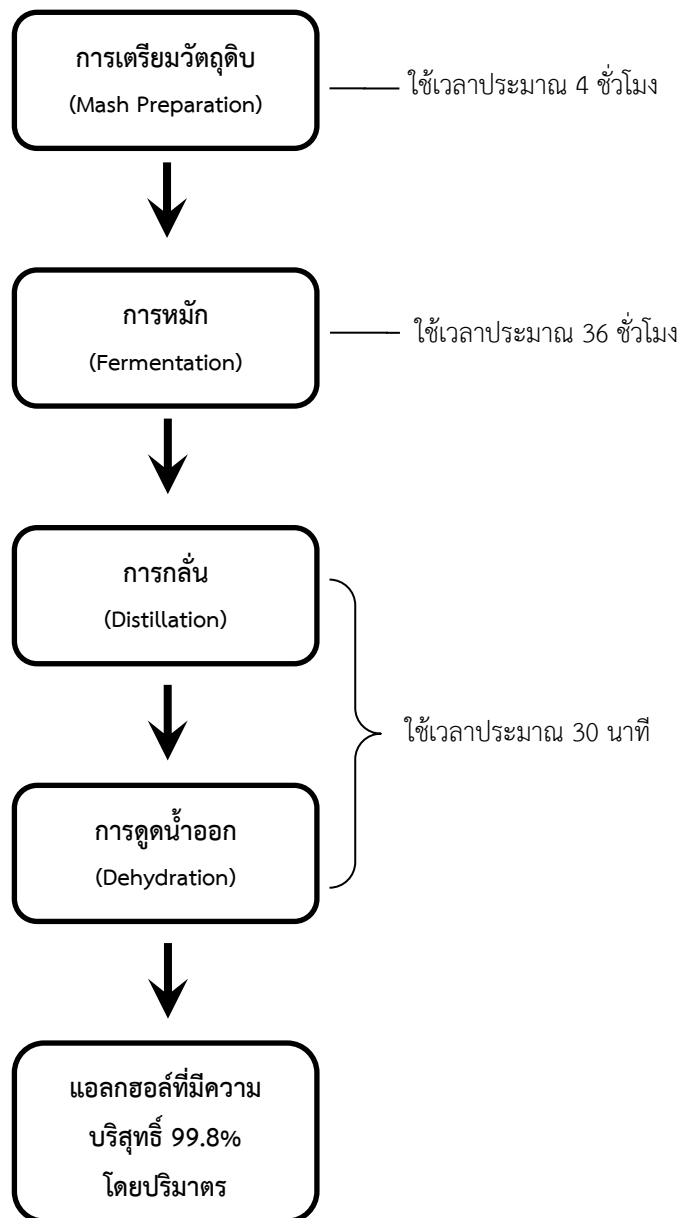 การเตรียมวัตถุดิบ
(Mash Preparation)
ใช้เวลาประมาณ 4 ชั่วโมง
การหมัก
(Fermentation)
ใช้เวลาประมาณ 36 ชั่วโมง
การกลั่น
(Distillation)
ใช้เวลาประมาณ 30 นาที
การดูดน้ำออก
(Dehydration)
แอลกฮอล์ที่มีความ
บริสุทธิ์ 99.8%
โดยปริมาตร